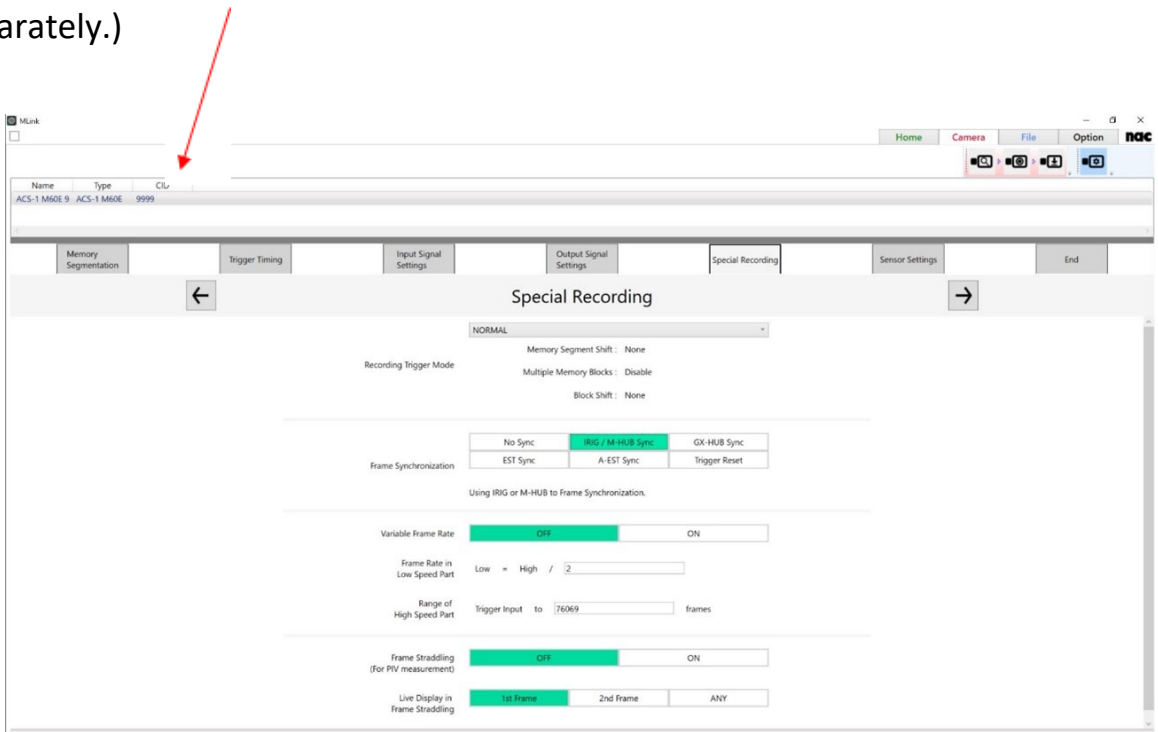 arately.)
MLink
Home Camera File Option nac
Name Type
ACS-1 M60E 9 ACS-1 M60E 9999
Memory Segmentation
Trigger Timing
Input Signal Settings
Output Signal Settings
Special Recording
Sensor Settings
End
Special Recording
NORMAL
Recording Trigger Mode
Memory Segment Shift : None
Multiple Memory Blocks : Disable
Block Shift : None
Frame Synchronization
No Sync IRIG / M-HUB Sync GX-HUB Sync
EST Sync A-EST Sync Trigger Reset
Using IRIG or M-HUB to Frame Synchronization.
Variable Frame Rate OFF ON
Frame Rate in
Low Speed Part
Low = High / 2
Range of
High Speed Part
Trigger Input to 76069 frames
Frame Straddling
(For PIV measurement)
OFF ON
Live Display in
Frame Straddling
1st Frame 2nd Frame ANY